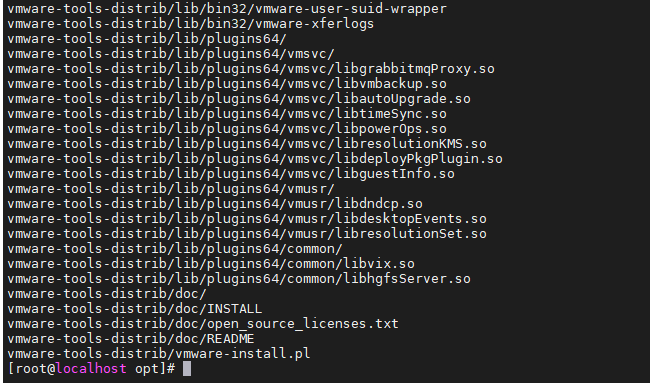 vmware-tools-distrib/lib/bin32/vmware-user-suid-wrapper
vmware-tools-distrib/lib/bin32/vmware-xferlogs
vmware-tools-distrib/lib/plugins64/
vmware-tools-distrib/lib/plugins64/vmsvc/
vmware-tools-distrib/lib/plugins64/vmsvc/libgrabbitmqProxy.so
vmware-tools-distrib/lib/plugins64/vmsvc/libvmbackup.so
vmware-tools-distrib/lib/plugins64/vmsvc/libautoUpgrade.so
vmware-tools-distrib/lib/plugins64/vmsvc/libtimeSync.so
vmware-tools-distrib/lib/plugins64/vmsvc/libpowerOps.so
vmware-tools-distrib/lib/plugins64/vmsvc/libresolutionKMS.so
vmware-tools-distrib/lib/plugins64/vmsvc/libdeployPkgPlugin.so
vmware-tools-distrib/lib/plugins64/vmsvc/libguestInfo.so
vmware-tools-distrib/lib/plugins64/vmusr/
vmware-tools-distrib/lib/plugins64/vmusr/libdndcp.so
vmware-tools-distrib/lib/plugins64/vmusr/libdesktopEvents.so
vmware-tools-distrib/lib/plugins64/vmusr/libresolutionSet.so
vmware-tools-distrib/lib/plugins64/common/
vmware-tools-distrib/lib/plugins64/common/libvix.so
vmware-tools-distrib/lib/plugins64/common/libhgfsServer.so
vmware-tools-distrib/doc/
vmware-tools-distrib/doc/INSTALL
vmware-tools-distrib/doc/open_source_licenses.txt
vmware-tools-distrib/doc/README
vmware-tools-distrib/vmware-install.pl
[root@localhost opt]#